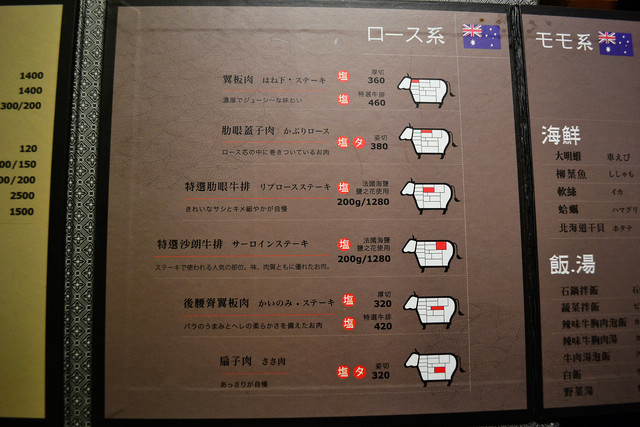 1400
1400
300/200
120
00/150
00/200
2500
1500
ロース系
翼板肉 はね下・ステーキ 塩 厚切 360
濃厚でジューシーな味わい 塩 特選牛排 460
肋眼蓋子肉 かぶりロース 塩 タ 姿切 380
ロース芯の中に巻きついているお肉
特選肋眼牛排 リブロースステーキ 塩 法國海鹽 鹽之花使用 200g/1280
きれいなサシとキメ細やかが自慢
特選沙朗牛排 サーロインステーキ 塩 法國海鹽 鹽之花使用 200g/1280
ステーキで使われる人気の部位。味、肉質ともに優れたお肉。
後腰脊翼板肉 かいのみ・ステーキ 塩 厚切 320
バラのうまみとヘレの柔らかさを備えたお肉 塩 特選牛排 420
扇子肉 ささ肉 塩 タ 姿切 320
あっさりが自慢
モモ系
海鮮
大明蝦 車えび
柳葉魚 ししゃも
軟絲 イカ
蛤蠣 ハマグリ
北海道干貝 ホタテ
飯.湯
石鍋拌飯
蔬菜拌飯
辣味牛胸肉泡飯
辣味牛胸肉湯
牛肉湯泡飯
白飯
野菜湯